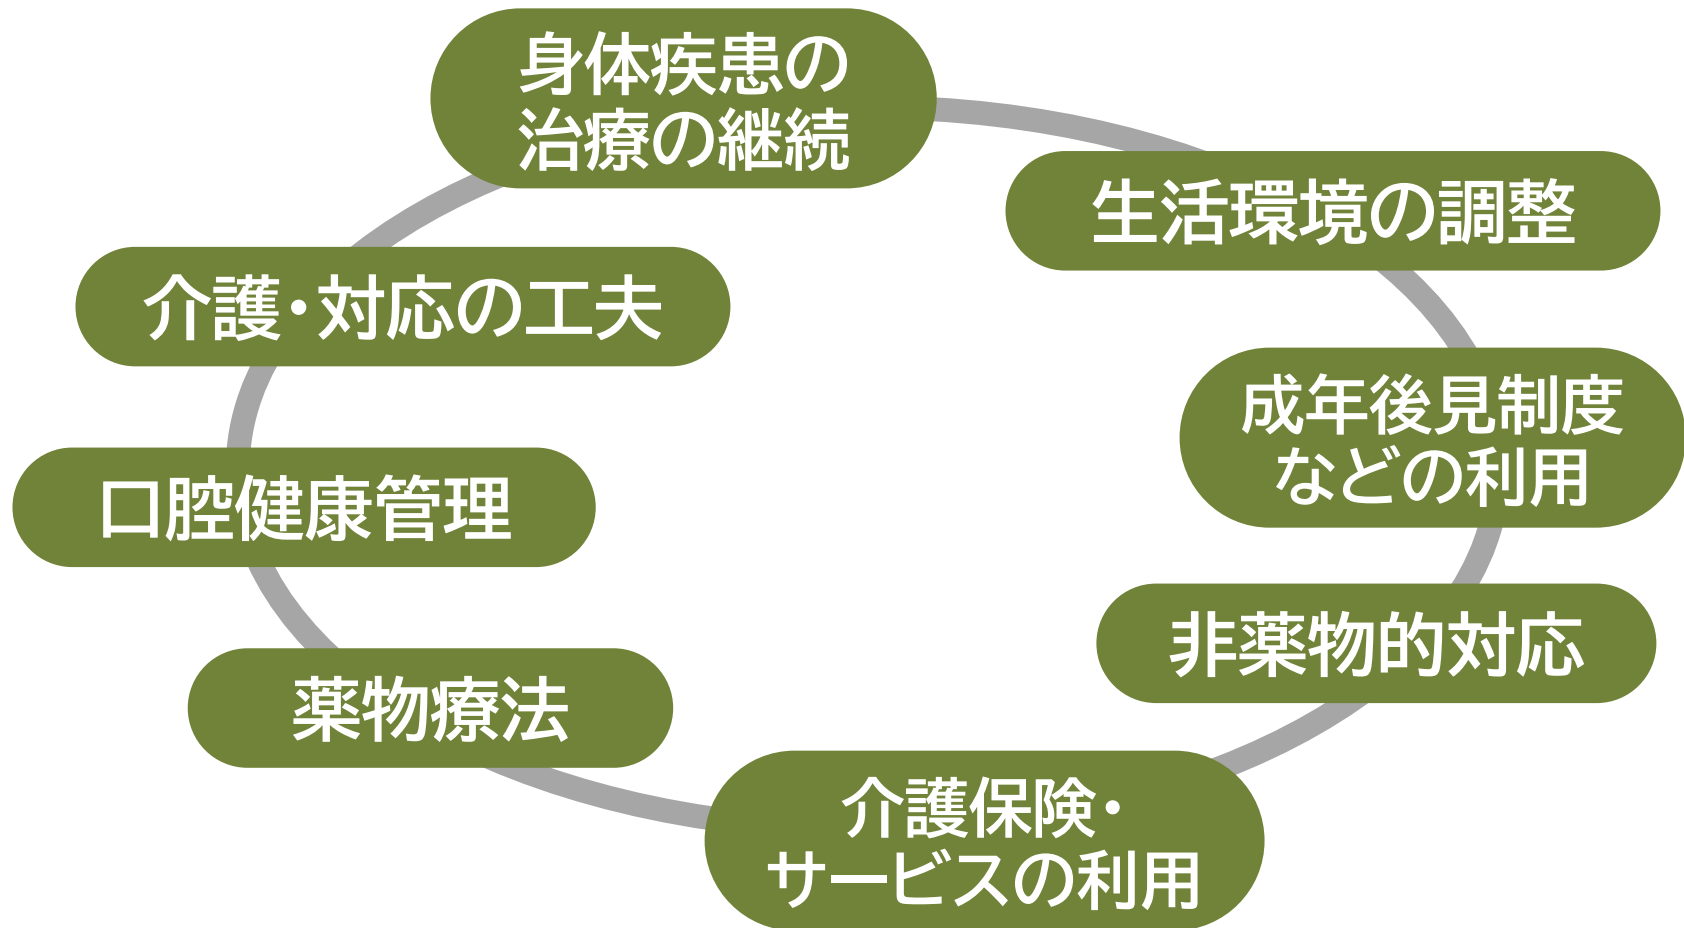 身体疾患の
治療の継続
生活環境の調整
介護・対応の工夫
成年後見制度
などの利用
口腔健康管理
非薬物的対応
薬物療法
介護保険・
サービスの利用